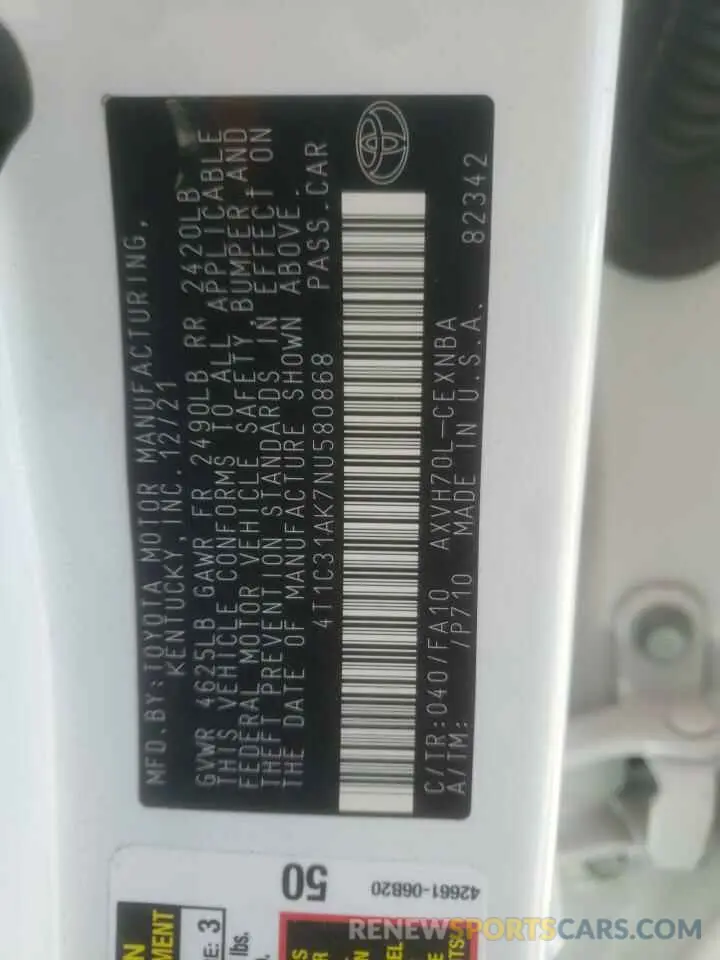 MFD.BY:TOYOTA MOTOR MANUFACTURING,
KENTUCKY,INC. 12/21
GVWR 4625LB GAWR FR 2490LB RR 2420LB
THIS VEHICLE CONFORMS TO ALL APPLICABLE
FEDERAL MOTOR VEHICLE SAFETY, BUMPER, AND
THEFT PREVENTION STANDARDS IN EFFECT ON
THE DATE OF MANUFACTURE SHOWN ABOVE.
4T1C31AK7NU580868 PASS.CAR
C/TR:040/FA10 AXVH70L-CEXNBA
A/TM: /P710 MADE IN U.S.A. 82342
50
42661-06B20
3
lbs.
RENEWSPORTSCARS.COM